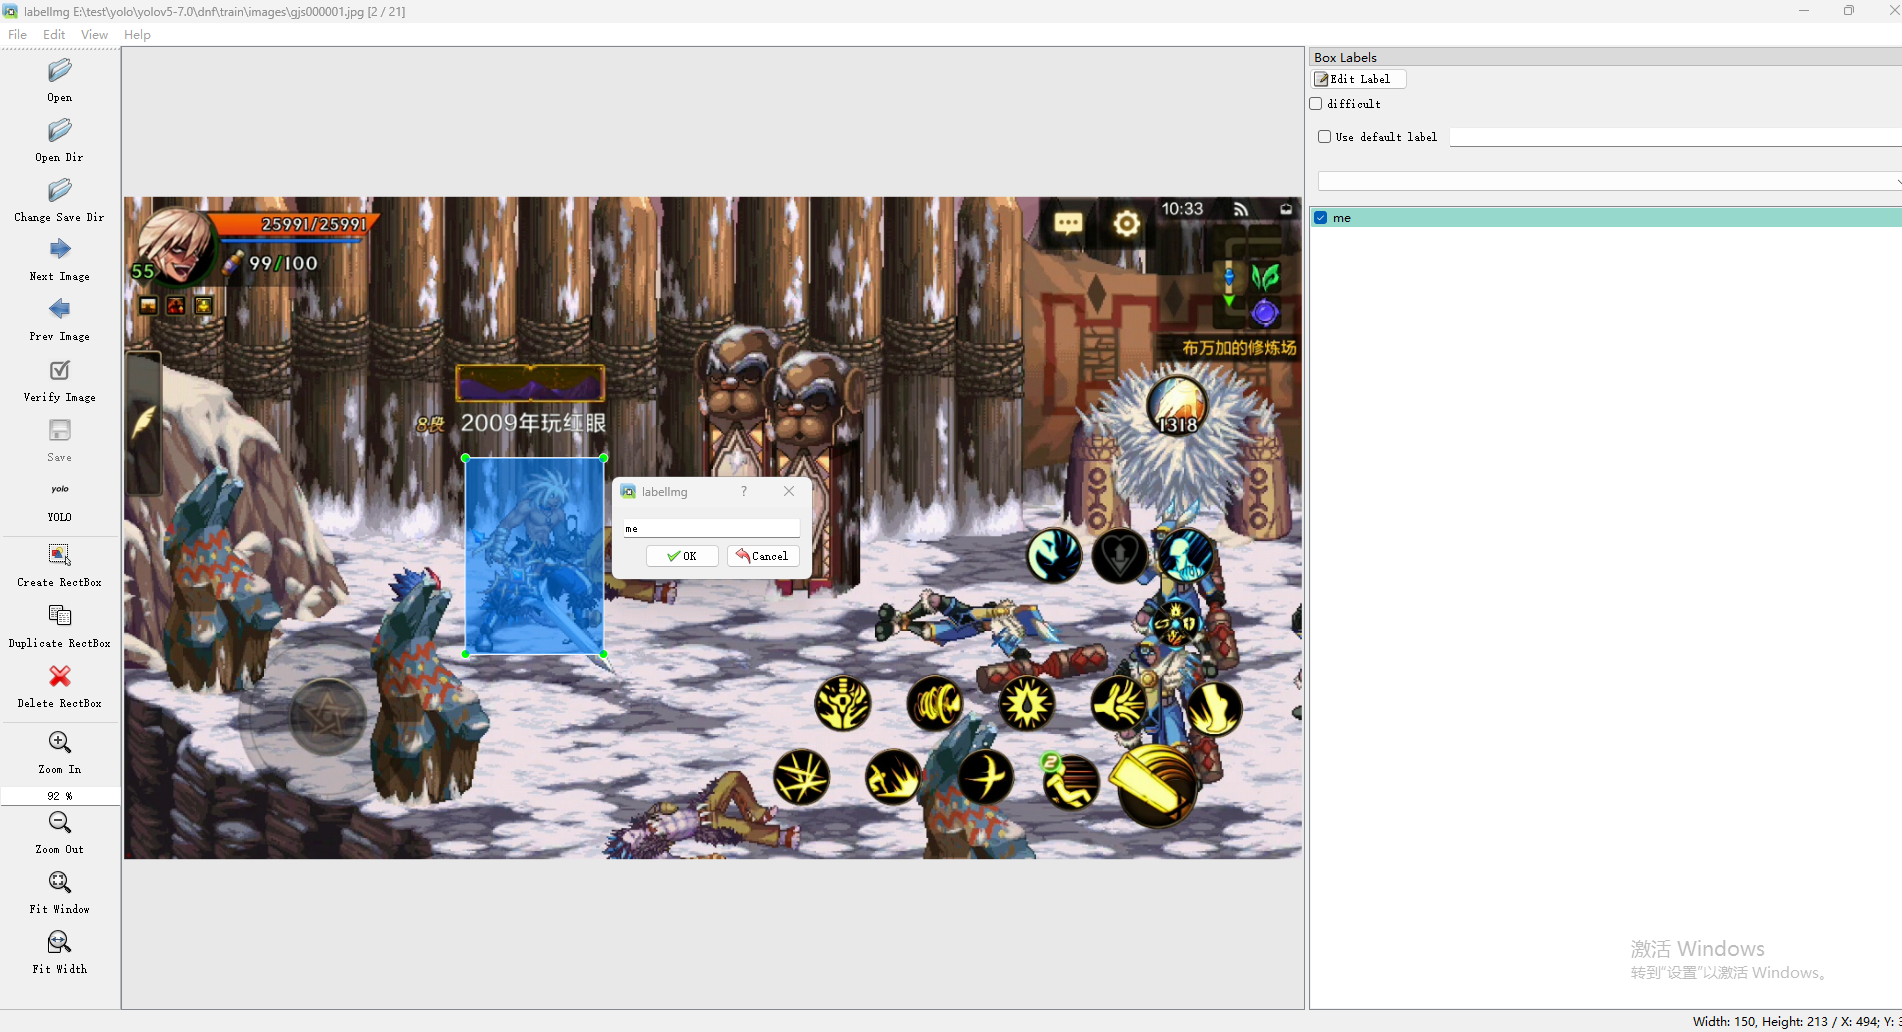 labelImg E:\test\yolo\yolov5-7.0\dnf\train\images\gjs000001.jpg [2 / 21]
File Edit View Help
Open
Open Dir
Change Save Dir
Next Image
Prev Image
Verify Image
Save
yolo
YOLO
Create RectBox
Duplicate RectBox
Delete RectBox
Zoom In
92 %
Zoom Out
Fit Window
Fit Width
25991/25991
55
99/100
10:33
布万加的修炼场
8段 2009年玩红眼
1318
labelImg ?
me
OK Cancel
2
Box Labels
Edit Label
difficult
Use default label
me
激活 Windows
转到"设置"以激活 Windows。
Width: 150, Height: 213 / X: 494; Y: